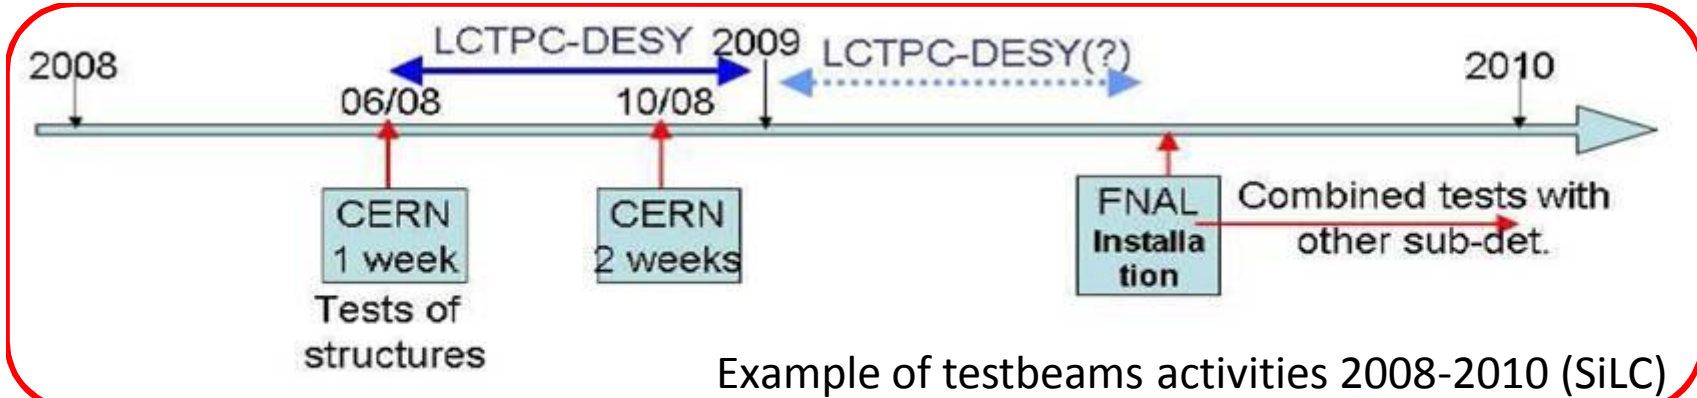 LCTPC-DESY
2009
LCTPC-DESY(?)
2008
2010
06/08
10/08
CERN
1 week
CERN
2 weeks
FNAL
Installa
tion
Combined tests with
other sub-det.
Tests of
structures
Example of testbeams activities 2008-2010 (SiLC)